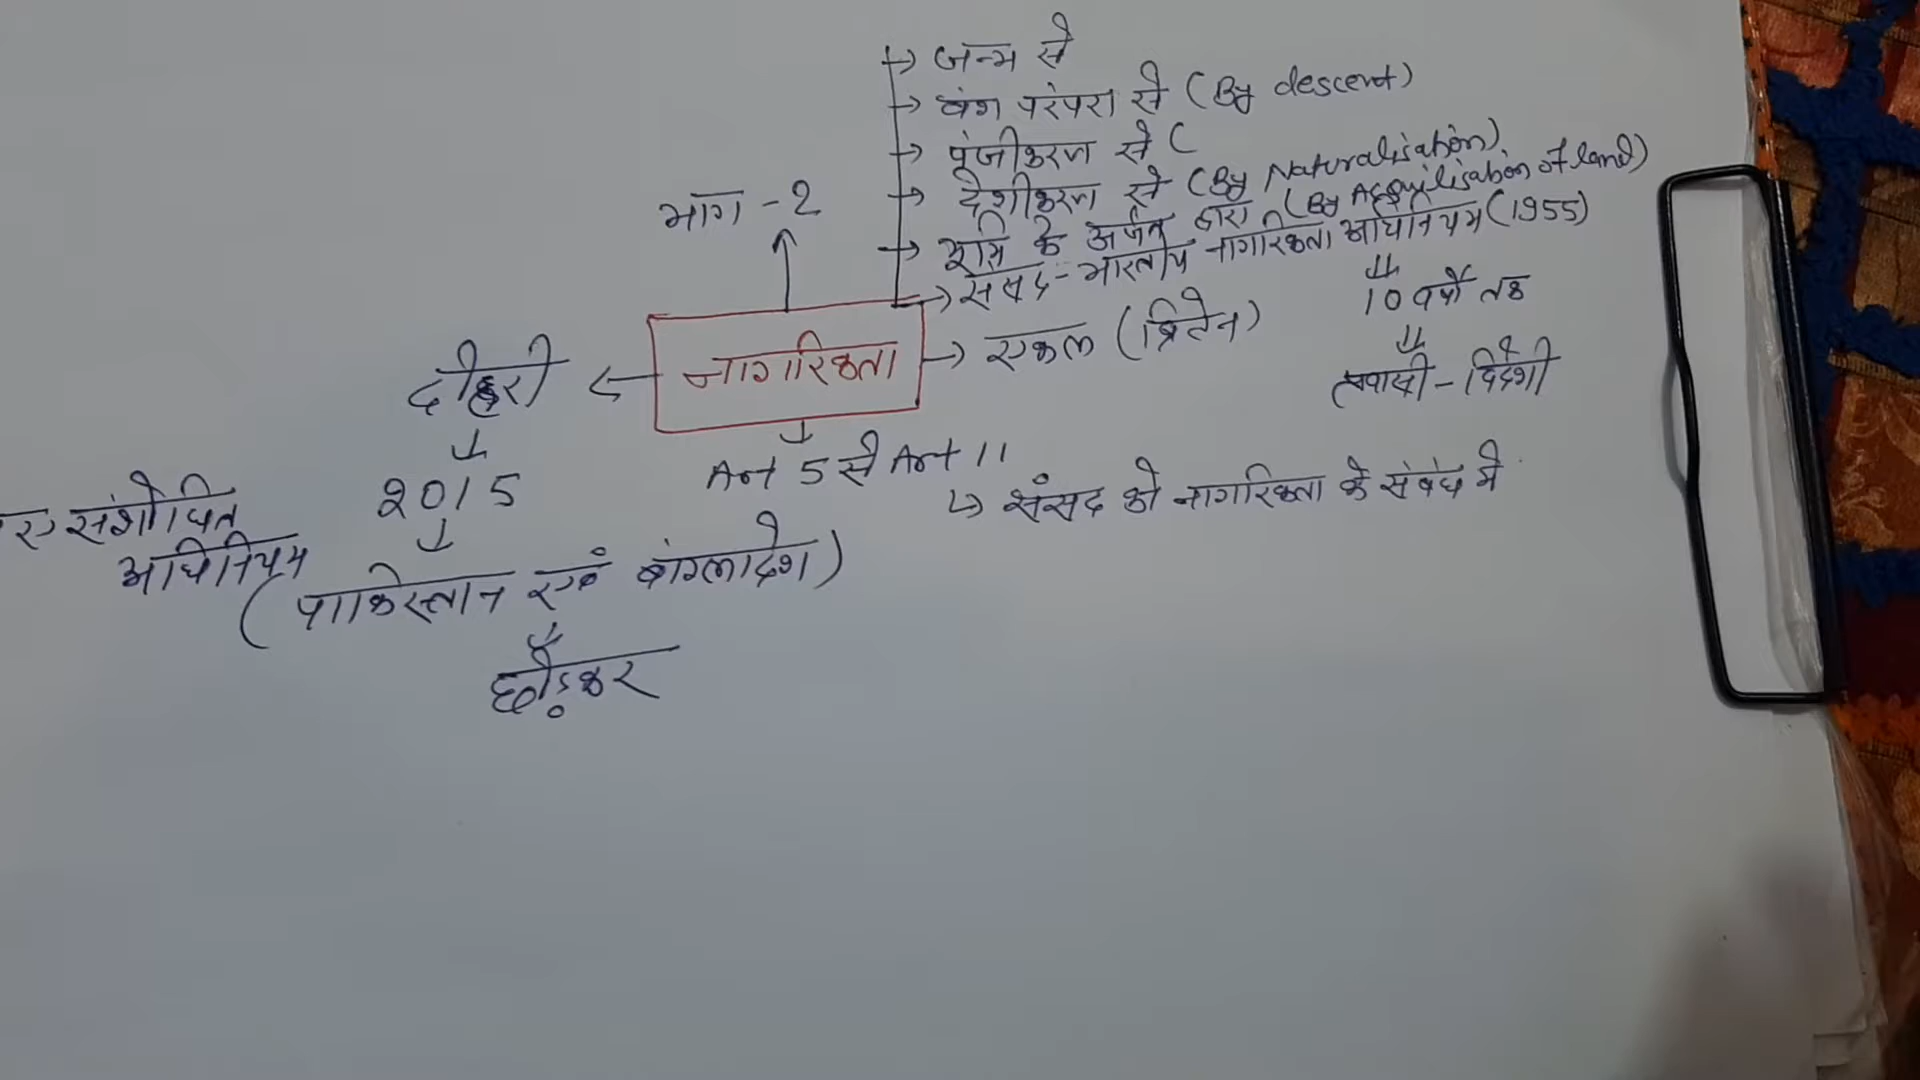 जन्म से
वंश परंपरा से (By descent)
पंजीकरण से (
देशीकरण से (By Naturalisation)
भूमि के अर्जन द्वारा (By Acquilisation of land)
संसद - भारतीय नागरिकता अधिनियम (1955)
10 वर्षो तक
विदेशी
भाग - 2
नागरिकता
एकल (ब्रिटेन)
दोहरी
2015
Art 5 से Art 11
संसद को नागरिकता के संबंध मे
संशोधित
अधिनियम
(पाकिस्तान एवं बांग्लादेश)
छोड़कर